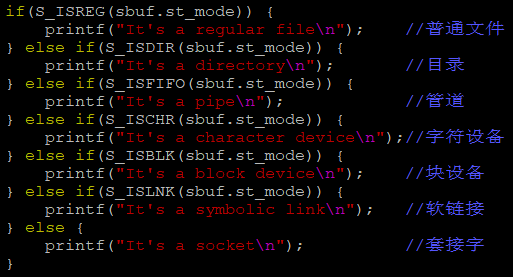 if(S_ISREG(sbuf.st_mode)) {
    printf("It's a regular file\n");    //普通文件
} else if(S_ISDIR(sbuf.st_mode)) {
    printf("It's a directory\n");       //目录
} else if(S_ISFIFO(sbuf.st_mode)) {
    printf("It's a pipe\n");            //管道
} else if(S_ISCHR(sbuf.st_mode)) {
    printf("It's a character device\n");//字符设备
} else if(S_ISBLK(sbuf.st_mode)) {
    printf("It's a block device\n");    //块设备
} else if(S_ISLNK(sbuf.st_mode)) {
    printf("It's a symbolic link\n");   //软链接
} else {
    printf("It's a socket\n");          //套接字
}